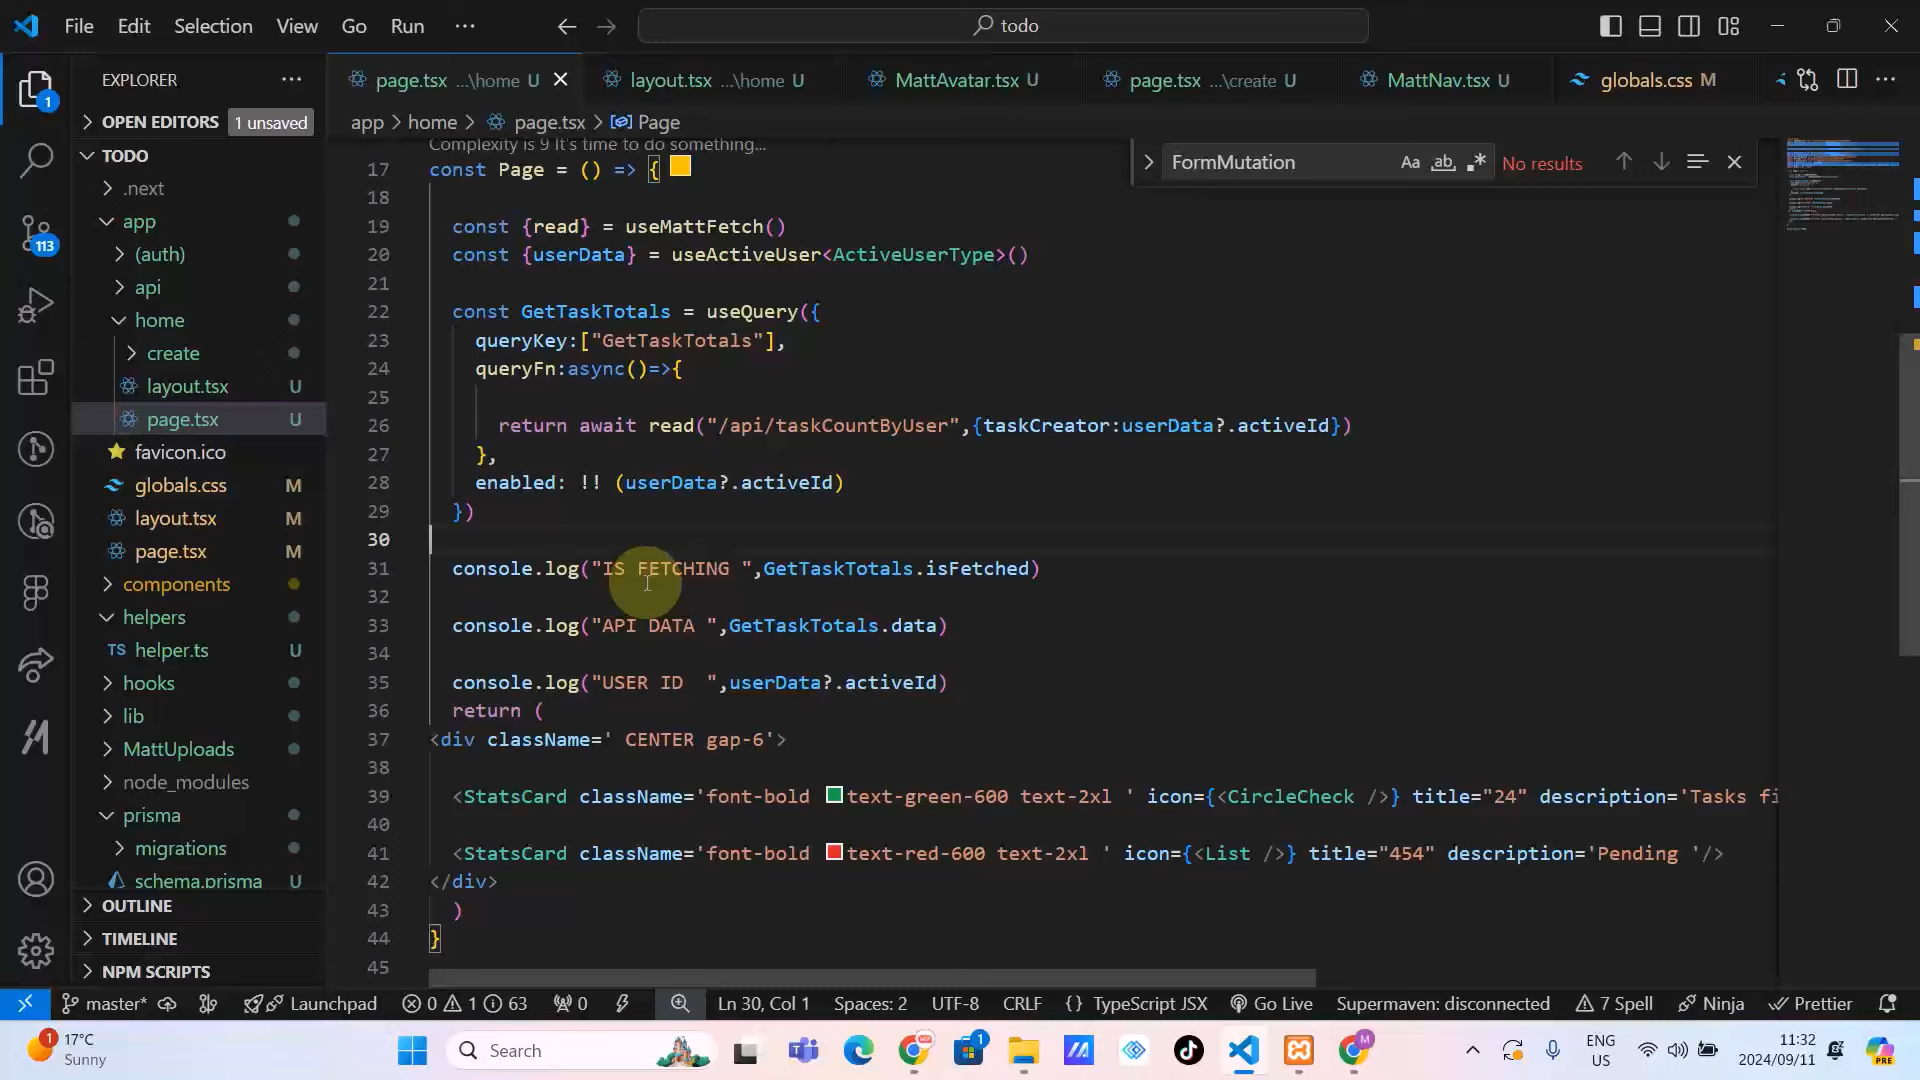 File Edit Selection View Go Run ··· todo
EXPLORER
OPEN EDITORS 1 unsaved
TODO
.next
app
(auth)
api
home
create
layout.tsx U
page.tsx U
favicon.ico
globals.css M
layout.tsx M
page.tsx M
components
helpers
TS helper.ts U
hooks
lib
MattUploads
node_modules
prisma
migrations
schema.prisma U
OUTLINE
TIMELINE
NPM SCRIPTS
1
113
page.tsx ...\home U layout.tsx ...\home U MattAvatar.tsx U page.tsx ...\create U MattNav.tsx U globals.css M
app > home > page.tsx > Page
FormMutation Aa ab No results
Complexity is 9 It's time to do something...
17 const Page = () => {
18
19 const {read} = useMattFetch()
20 const {userData} = useActiveUser<ActiveUserType>()
21
22 const GetTaskTotals = useQuery({
23 queryKey:["GetTaskTotals"],
24 queryFn:async()=>{
25
26 return await read("/api/taskCountByUser",{taskCreator:userData?.activeId})
27 },
28 enabled: !! (userData?.activeId)
29 })
30
31 console.log("IS FETCHING ",GetTaskTotals.isFetched)
32
33 console.log("API DATA ",GetTaskTotals.data)
34
35 console.log("USER ID  ",userData?.activeId)
36 return (
37 <div className=' CENTER gap-6'>
38
39 <StatsCard className='font-bold text-green-600 text-2xl ' icon={<CircleCheck />} title="24" description='Tasks fi
40
41 <StatsCard className='font-bold text-red-600 text-2xl ' icon={<List />} title="454" description='Pending '/>
42 </div>
43 )
44 }
45
master* Launchpad 0 1 63 0 Ln 30, Col 1 Spaces: 2 UTF-8 CRLF {} TypeScript JSX Go Live Supermaven: disconnected 7 Spell Ninja Prettier
1 17°C
Sunny
Search
1
M
ENG
US
11:32
2024/09/11
PRE